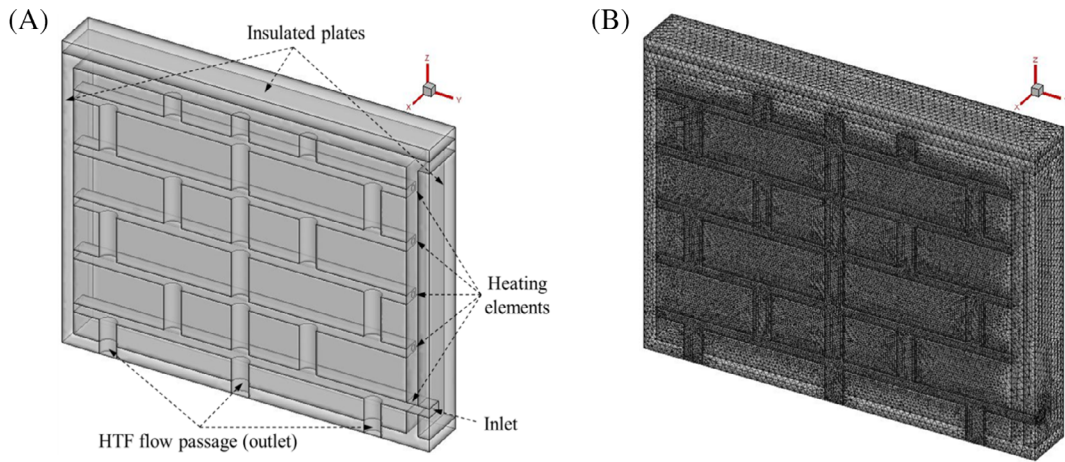 (A)
Insulated plates
Z
X
Y
Heating
elements
Inlet
HTF flow passage (outlet)
(B)
Z
X